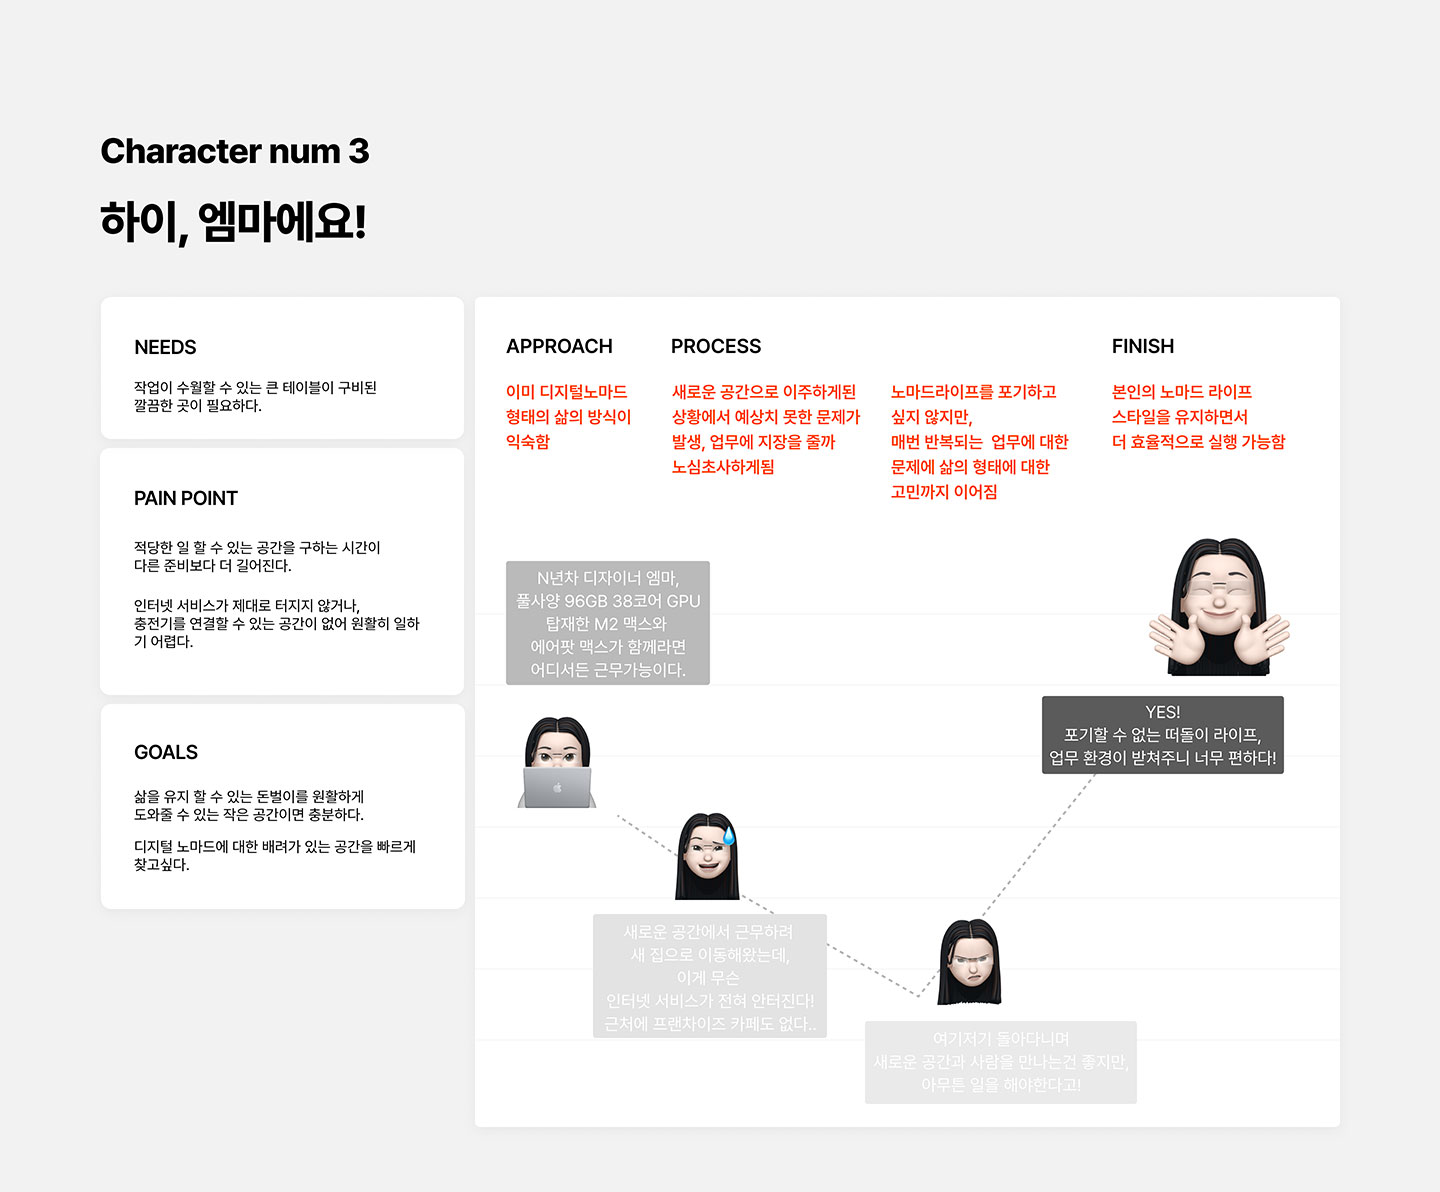 Character num 3
하이, 엠마에요!
NEEDS
작업이 수월할 수 있는 큰 테이블이 구비된
깔끔한 곳이 필요하다.
PAIN POINT
적당한 일 할 수 있는 공간을 구하는 시간이
다른 준비보다 더 길어진다.
인터넷 서비스가 제대로 터지지 않거나,
충전기를 연결할 수 있는 공간이 없어 원활히 일하
기 어렵다.
GOALS
삶을 유지 할 수 있는 돈벌이를 원활하게
도와줄 수 있는 작은 공간이면 충분하다.
디지털 노마드에 대한 배려가 있는 공간을 빠르게
찾고싶다.
APPROACH
이미 디지털노마드
형태의 삶의 방식이
익숙함
PROCESS
새로운 공간으로 이주하게된
상황에서 예상치 못한 문제가
발생, 업무에 지장을 줄까
노심초사하게됨
노마드라이프를 포기하고
싶지 않지만,
매번 반복되는 업무에 대한
문제에 삶의 형태에 대한
고민까지 이어짐
FINISH
본인의 노마드 라이프
스타일을 유지하면서
더 효율적으로 실행 가능함
N년차 디자이너 엠마,
풀사양 96GB 38코어 GPU
탑재한 M2 맥스와
에어팟 맥스가 함께라면
어디서든 근무가능이다.
새로운 공간에서 근무하려
새 집으로 이동해왔는데,
이게 무슨
인터넷 서비스가 전혀 안터진다!
근처에 프랜차이즈 카페도 없다..
여기저기 돌아다니며
새로운 공간과 사람을 만나는건 좋지만,
아무튼 일을 해야한다고!
YES!
포기할 수 없는 떠돌이 라이프,
업무 환경이 받쳐주니 너무 편하다!